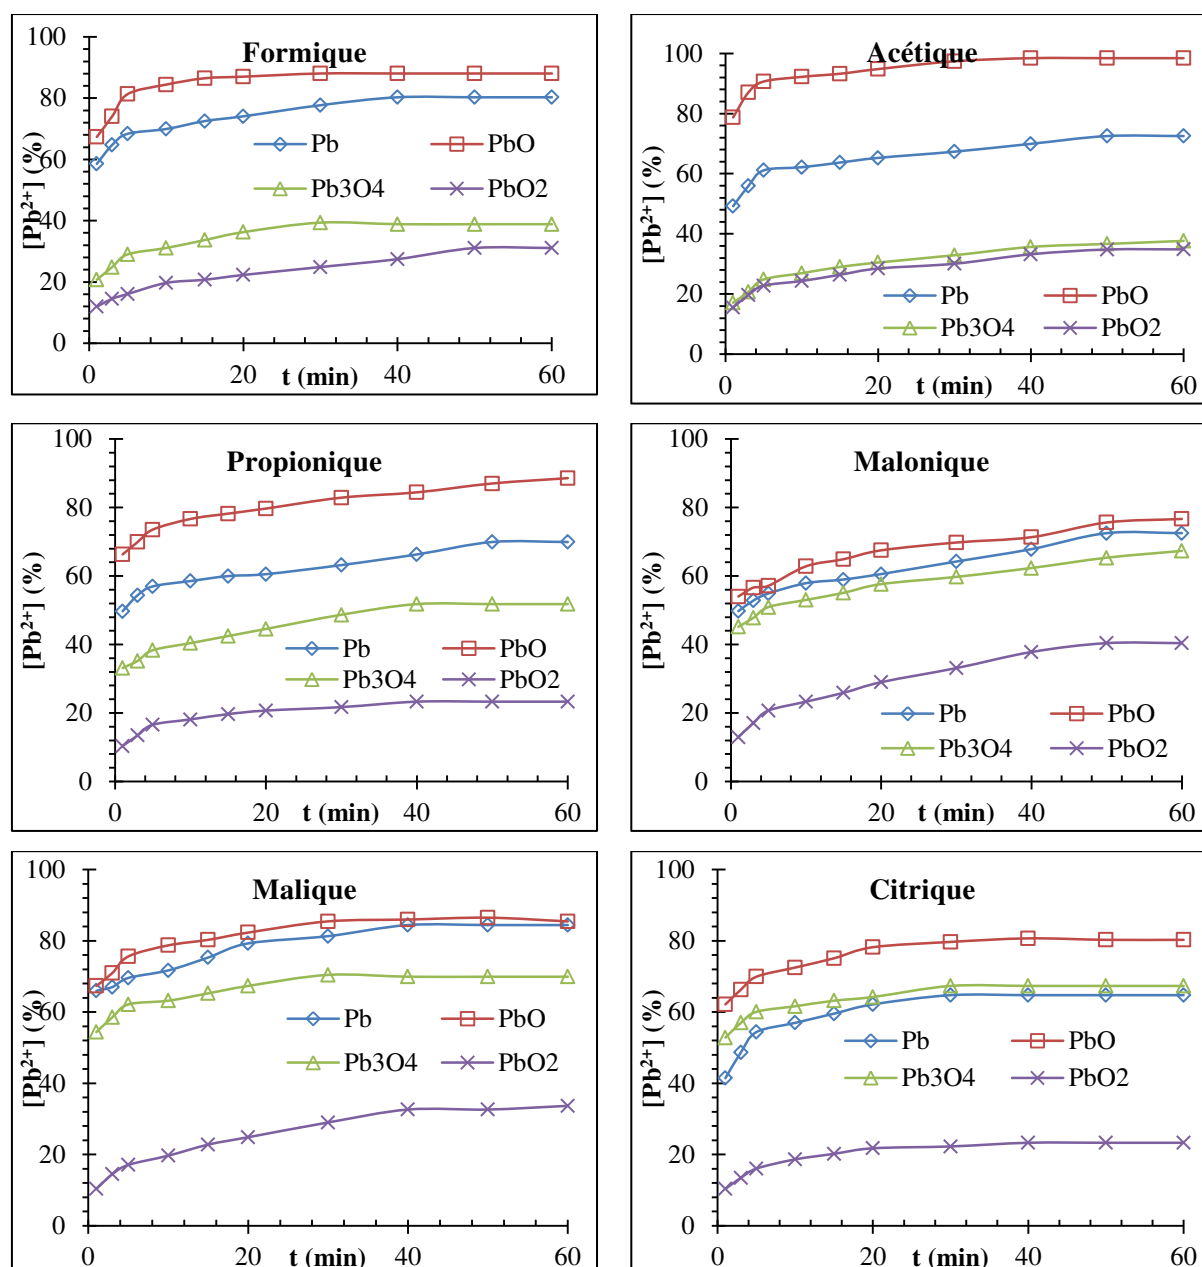 Formique
[Pb²⁺] (%)
100
80
60
40
20
0
Pb
PbO
Pb3O4
PbO2
0 20 40 60
t (min)
Acétique
[Pb²⁺] (%)
100
80
60
40
20
0
Pb
PbO
Pb3O4
PbO2
0 20 40 60
t (min)
Propionique
[Pb²⁺] (%)
100
80
60
40
20
0
Pb
PbO
Pb3O4
PbO2
0 20 40 60
t (min)
Malonique
[Pb²⁺] (%)
100
80
60
40
20
0
Pb
PbO
Pb3O4
PbO2
0 20 40 60
t (min)
Malique
[Pb²⁺] (%)
100
80
60
40
20
0
Pb
PbO
Pb3O4
PbO2
0 20 40 60
t (min)
Citrique
[Pb²⁺] (%)
100
80
60
40
20
0
Pb
PbO
Pb3O4
PbO2
0 20 40 60
t (min)